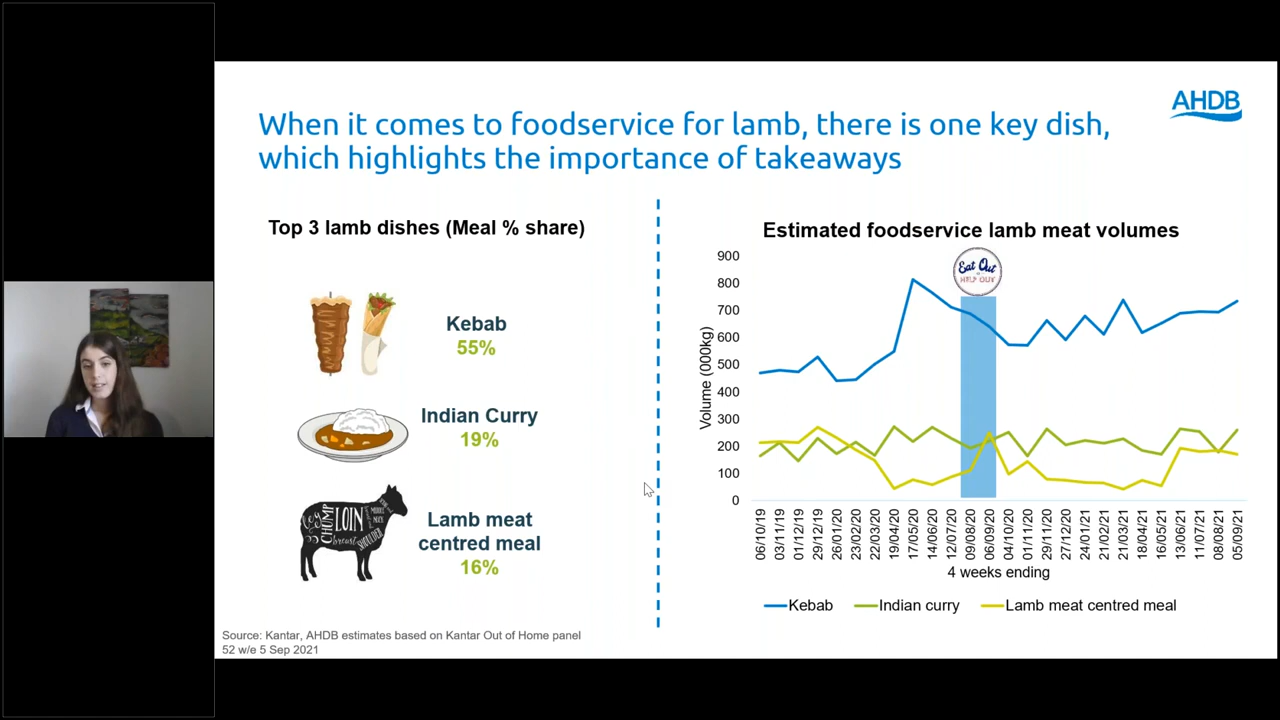 AHDB
When it comes to foodservice for lamb, there is one key dish,
which highlights the importance of takeaways
Top 3 lamb dishes (Meal % share)
Kebab
55%
Indian Curry
19%
LOIN
CHUMP
leg
breast
SHOULDER
Lamb meat
centred meal
16%
Source: Kantar, AHDB estimates based on Kantar Out of Home panel
52 w/e 5 Sep 2021
Estimated foodservice lamb meat volumes
Eat Out
HELP OUT
Volume (000kg)
900
800
700
600
500
400
300
200
100
0
06/10/19
03/11/19
01/12/19
29/12/19
26/01/20
23/02/20
22/03/20
19/04/20
17/05/20
14/06/20
12/07/20
09/08/20
06/09/20
04/10/20
01/11/20
29/11/20
27/12/20
24/01/21
21/02/21
21/03/21
18/04/21
16/05/21
13/06/21
11/07/21
08/08/21
05/09/21
4 weeks ending
Kebab
Indian curry
Lamb meat centred meal